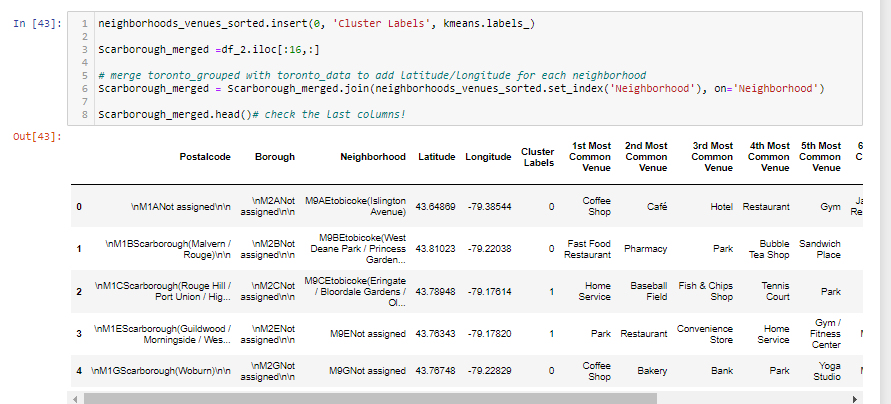 In [43]:
1 neighborhoods_venues_sorted.insert(0, 'Cluster Labels', kmeans.labels_)
2
3 Scarborough_merged =df_2.iloc[:16,:]
4
5 # merge toronto_grouped with toronto_data to add latitude/longitude for each neighborhood
6 Scarborough_merged = Scarborough_merged.join(neighborhoods_venues_sorted.set_index('Neighborhood'), on='Neighborhood')
7
8 Scarborough_merged.head()# check the last columns!
Out[43]:
Postalcode Borough Neighborhood Latitude Longitude Cluster Labels 1st Most Common Venue 2nd Most Common Venue 3rd Most Common Venue 4th Most Common Venue 5th Most Common Venue 6
0 \nM1ANot assigned\n\n \nM2ANot assigned\n\n M9AEtobicoke(Islington Avenue) 43.64869 -79.38544 0 Coffee Shop Café Hotel Restaurant Gym
1 \nM1BScarborough(Malvern / Rouge)\n\n \nM2BNot assigned\n\n M9BEtobicoke(West Deane Park / Princess Garden... 43.81023 -79.22038 0 Fast Food Restaurant Pharmacy Park Bubble Tea Shop Sandwich Place
2 \nM1CScarborough(Rouge Hill / Port Union / Hig... \nM2CNot assigned\n\n M9CEtobicoke(Eringate / Bloordale Gardens / Ol... 43.78948 -79.17614 1 Home Service Baseball Field Fish & Chips Shop Tennis Court Park
3 \nM1EScarborough(Guildwood / Morningside / Wes... \nM2ENot assigned\n\n M9ENot assigned 43.76343 -79.17820 1 Park Restaurant Convenience Store Home Service Gym / Fitness Center
4 \nM1GScarborough(Woburn)\n\n \nM2GNot assigned\n\n M9GNot assigned 43.76748 -79.22829 0 Coffee Shop Bakery Bank Park Yoga Studio